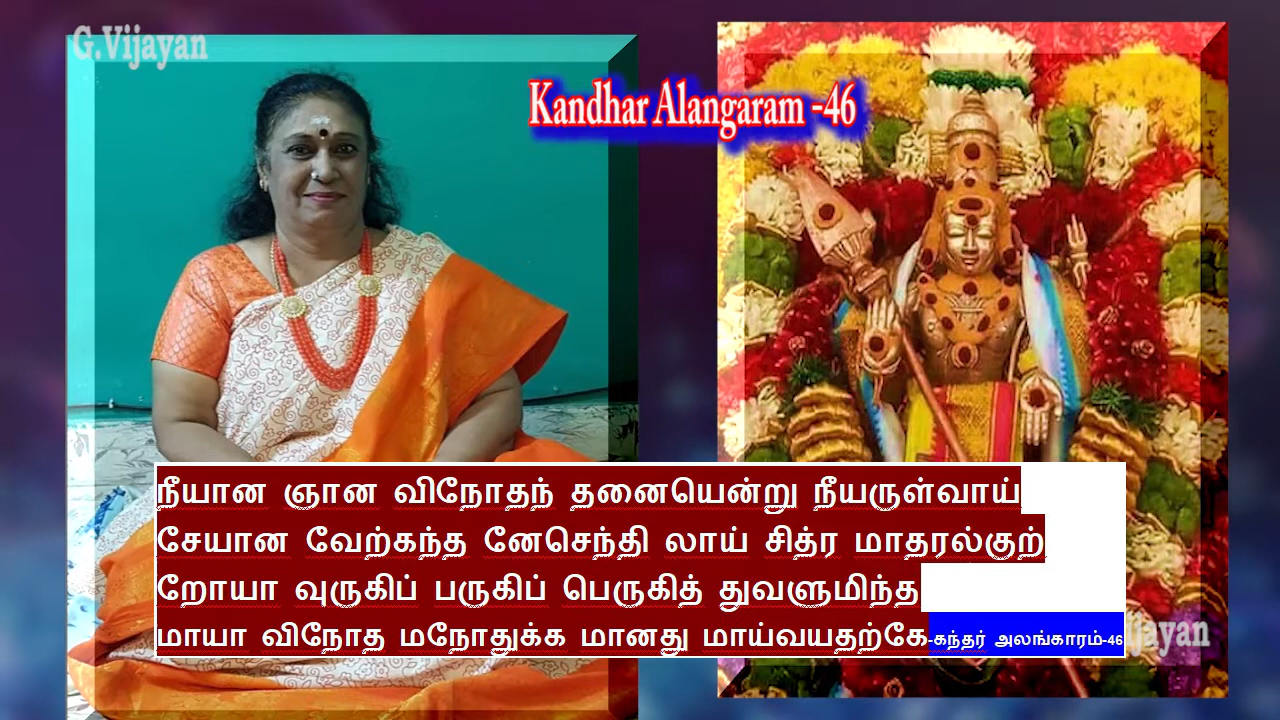 G.Vijayan
Kandhar Alangaram -46
நீயான ஞான விநோதந் தனையென்று நீயருள்வாய்
சேயான வேற்கந்த னேசெந்தி லாய் சித்ர மாதரல்குற்
றோயா வுருகிப் பருகிப் பெருகித் துவளுமிந்த
மாயா விநோத மநோதுக்க மானது மாய்வயதற்கே-கந்தர் அலங்காரம்-46
ijayan